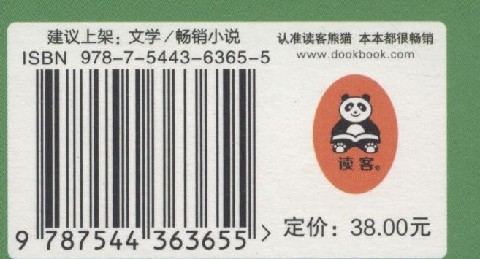 建议上架：文学／畅销小说
认准读客熊猫 本本都很畅销
ISBN 978-7-5443-6365-5
www.dookbook.com
读客®
9 787544 363655 >
定价：38.00元